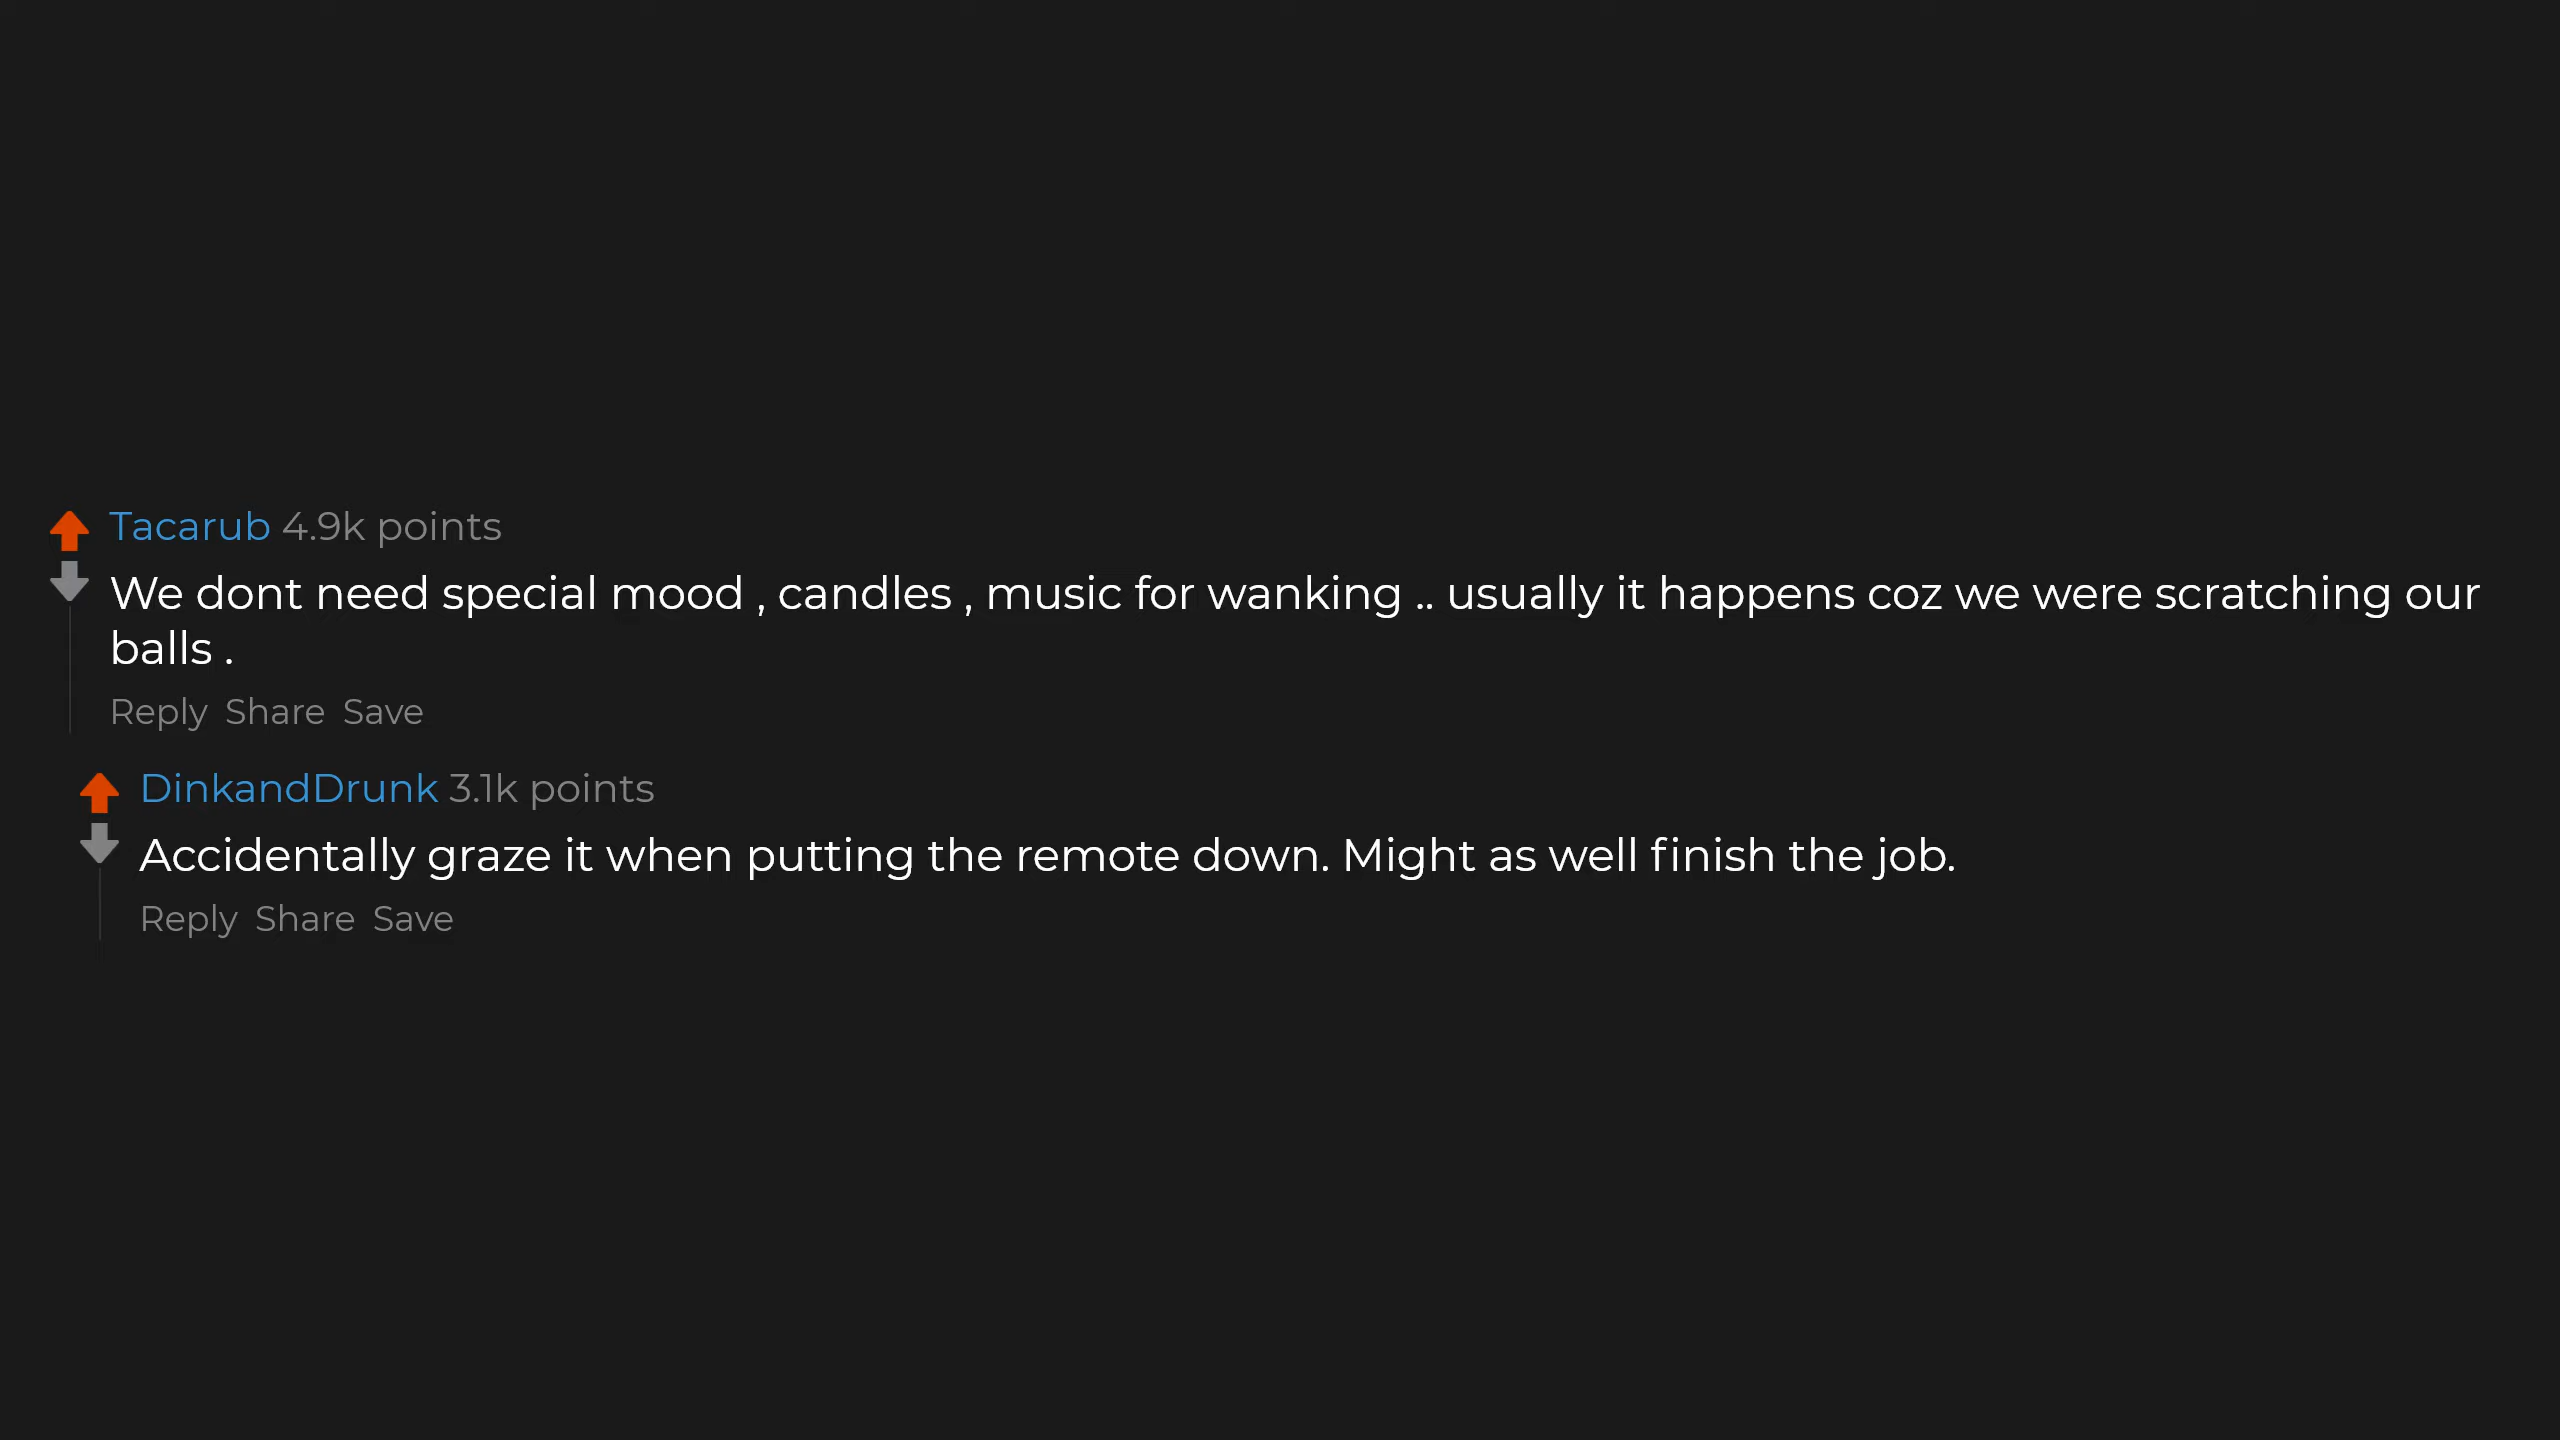 Tacarub 4.9k points
We dont need special mood , candles , music for wanking .. usually it happens coz we were scratching our
balls .
Reply Share Save
DinkandDrunk 3.1k points
Accidentally graze it when putting the remote down. Might as well finish the job.
Reply Share Save